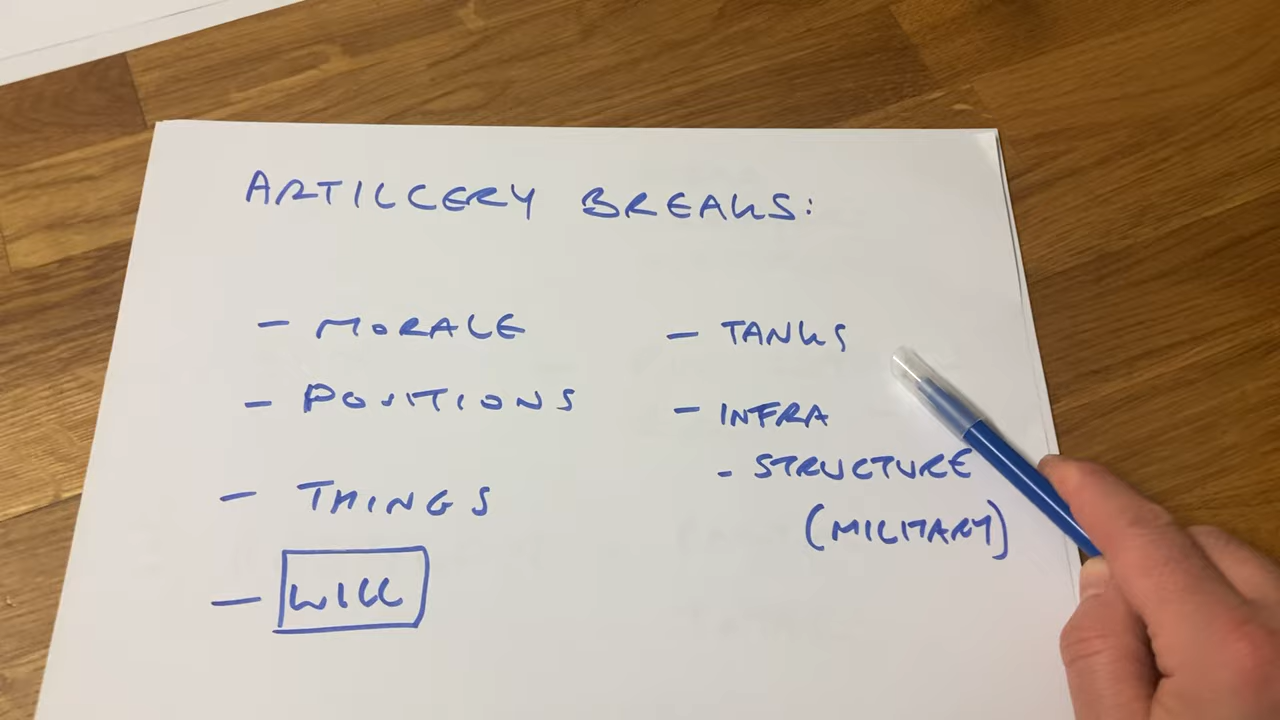 ARTILLERY BREAKS:
- MORALE
- POSITIONS
- THINGS
- WILL
- TANKS
- INFRA
- STRUCTURE
(MILITARY)